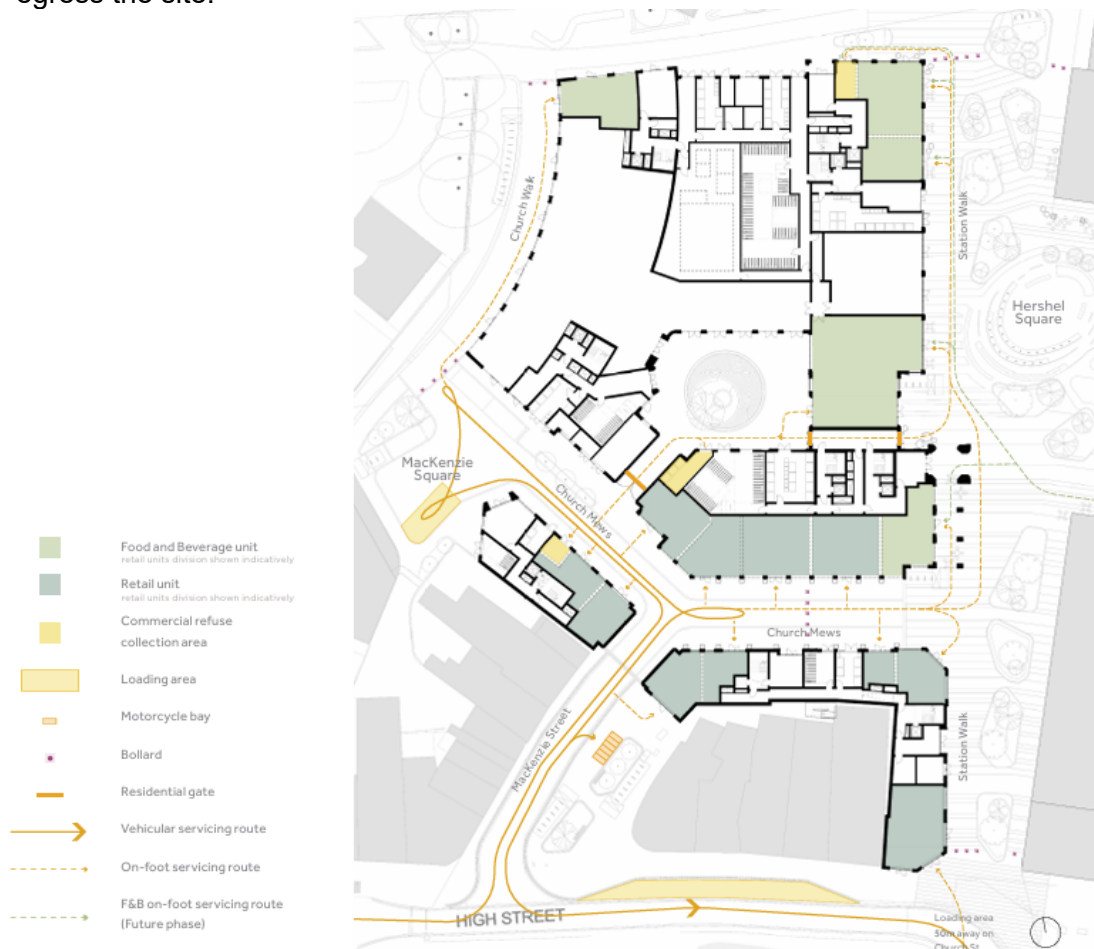 egress the site.
Church Walk
Station Walk
Hershel
Square
MacKenzie
Square
Church Mews
Food and Beverage unit
retail units division shown indicatively
Retail unit
retail units division shown indicatively
Commercial refuse
collection area
Loading area
Motorcycle bay
Bollard
Residential gate
Vehicular servicing route
On-foot servicing route
F&B on-foot servicing route
(Future phase)
Church Mews
MacKenzie Street
Station Walk
HIGH STREET
Loading area
50m away on
Church St